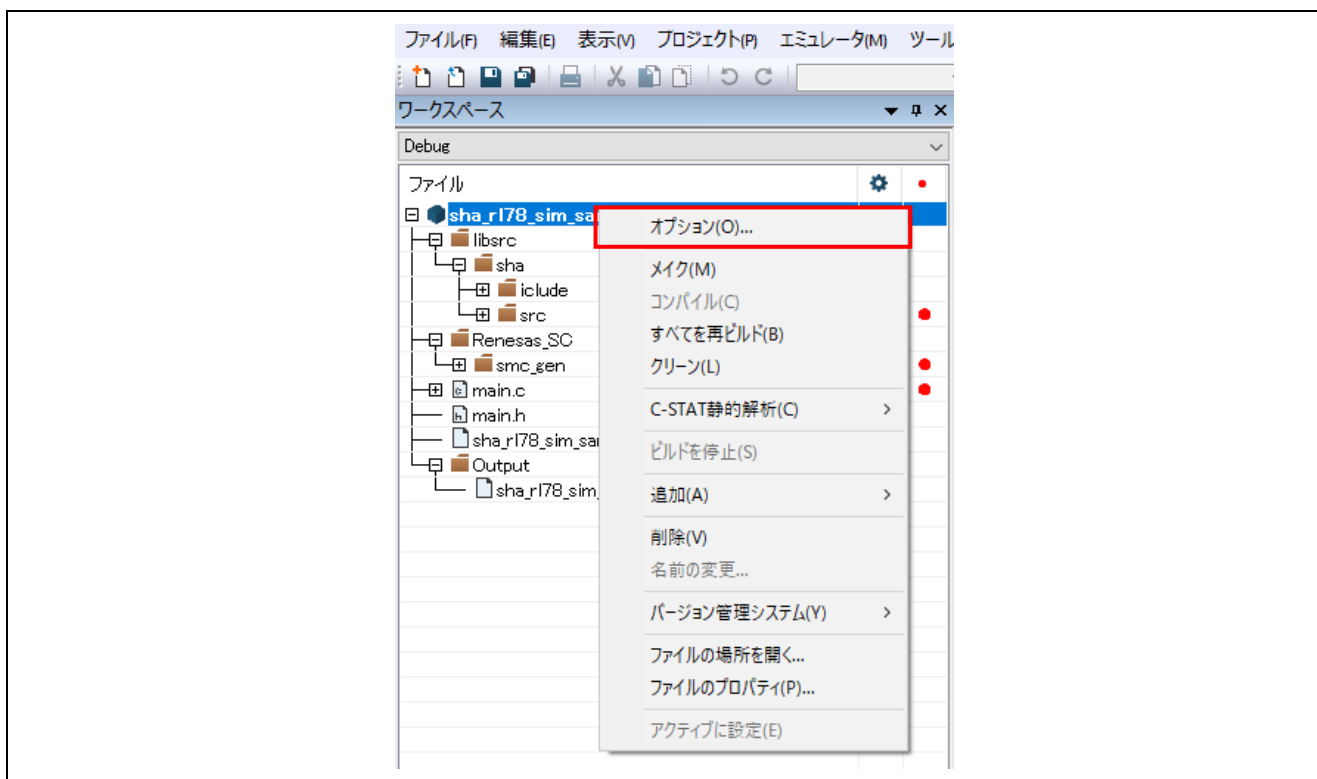 ファイル(F) 編集(E) 表示(V) プロジェクト(P) エミュレータ(M) ツール
ワークスペース
Debug
ファイル
sha_rl78_sim_sa
libsrc
sha
iclude
src
Renesas_SC
smc_gen
main.c
main.h
sha_rl78_sim_sa
Output
sha_rl78_sim_
オプション(O)...
メイク(M)
コンパイル(C)
すべてを再ビルド(B)
クリーン(L)
C-STAT静的解析(C)
ビルドを停止(S)
追加(A)
削除(V)
名前の変更...
バージョン管理システム(Y)
ファイルの場所を開く...
ファイルのプロパティ(P)...
アクティブに設定(E)